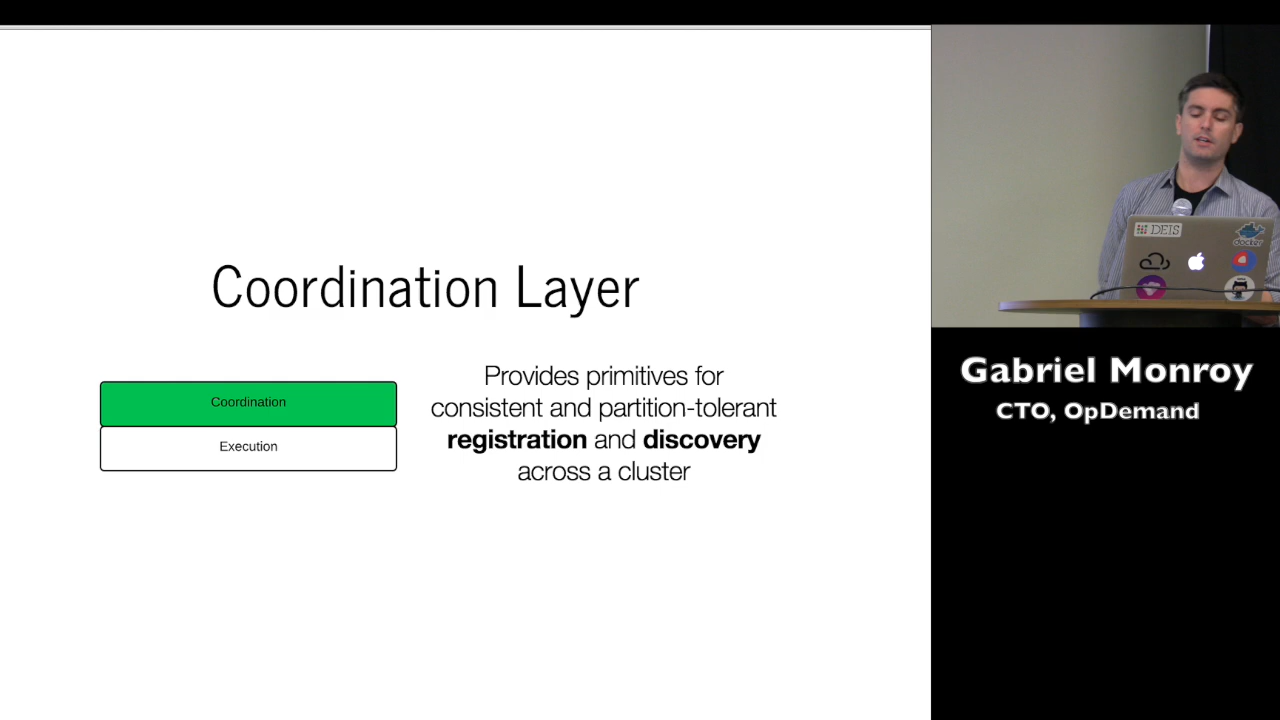 Coordination Layer
Coordination
Execution
Provides primitives for
consistent and partition-tolerant
registration and discovery
across a cluster
DEIS
docker
Gabriel Monroy
CTO, OpDemand